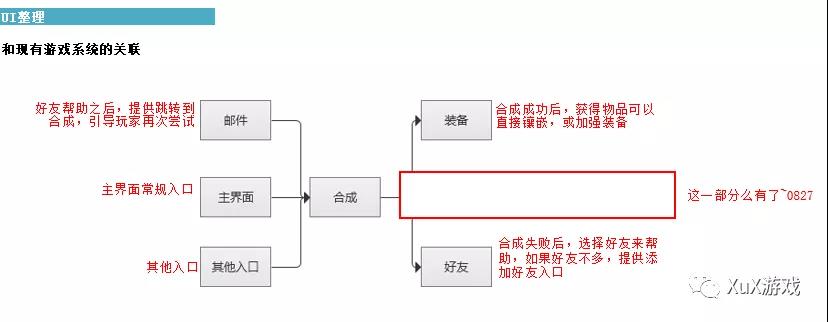 UI整理
和现有游戏系统的关联
好友帮助之后，提供跳转到
合成，引导玩家再次尝试
邮件
装备
合成成功后，获得物品可以
直接镶嵌，或加强装备
主界面常规入口
主界面
合成
这一部分么有了~0827
其他入口
其他入口
好友
合成失败后，选择好友来帮
助，如果好友不多，提供添
加好友入口
XuX游戏